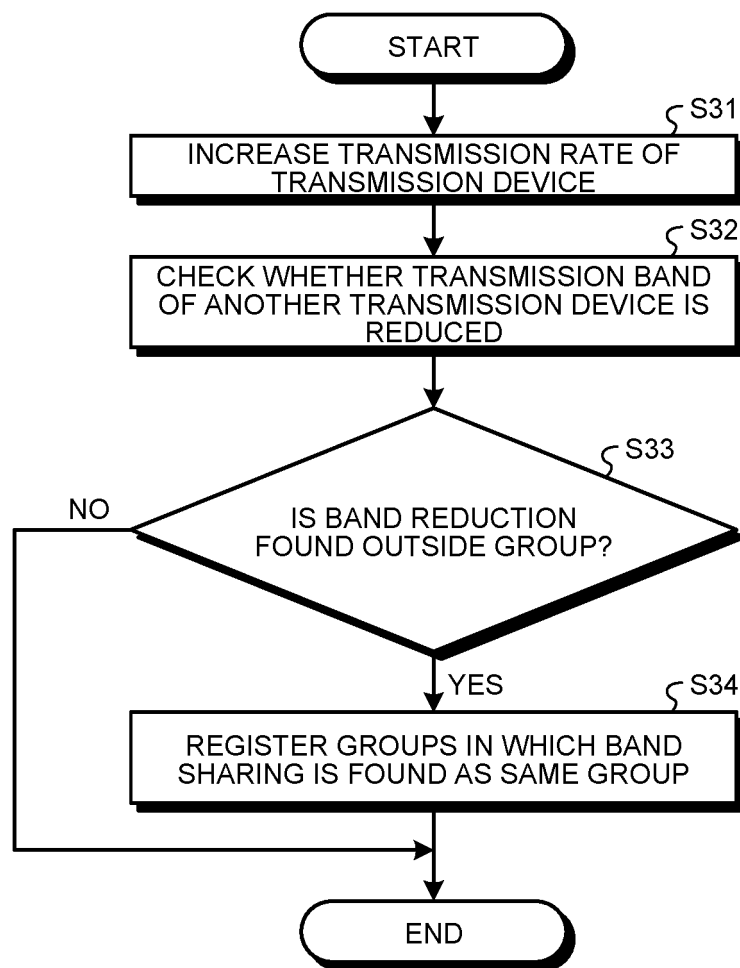 START
S31
INCREASE TRANSMISSION RATE OF
TRANSMISSION DEVICE
S32
CHECK WHETHER TRANSMISSION BAND
OF ANOTHER TRANSMISSION DEVICE IS
REDUCED
S33
NO
IS BAND REDUCTION
FOUND OUTSIDE GROUP?
YES
S34
REGISTER GROUPS IN WHICH BAND
SHARING IS FOUND AS SAME GROUP
END